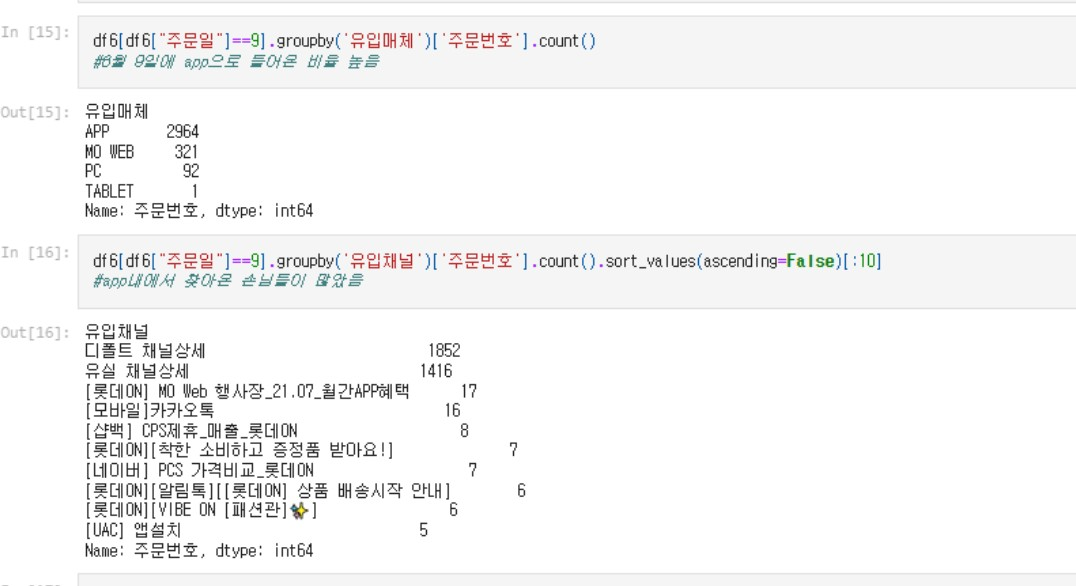 In [15]: df6[df6["주문일"]==9].groupby('유입매체')['주문번호'].count()
#6월 9일에 app으로 들어온 비율 높음
Out[15]: 유입매체
APP 2964
MO WEB 321
PC 92
TABLET 1
Name: 주문번호, dtype: int64
In [16]: df6[df6["주문일"]==9].groupby('유입채널')['주문번호'].count().sort_values(ascending=False)[:10]
#app내에서 찾아온 손님들이 많았음
Out[16]: 유입채널
디폴트 채널상세 1852
유실 채널상세 1416
[롯데ON] MO Web 행사장_21.07_월간APP혜택 17
[모바일]카카오톡 16
[샵백] CPS제휴_매출_롯데ON 8
[롯데ON][착한 소비하고 증정품 받아요!] 7
[네이버] PCS 가격비교_롯데ON 7
[롯데ON][알림톡][[롯데ON] 상품 배송시작 안내] 6
[롯데ON][VIBE ON [패션관]✨] 6
[UAC] 앱설치 5
Name: 주문번호, dtype: int64